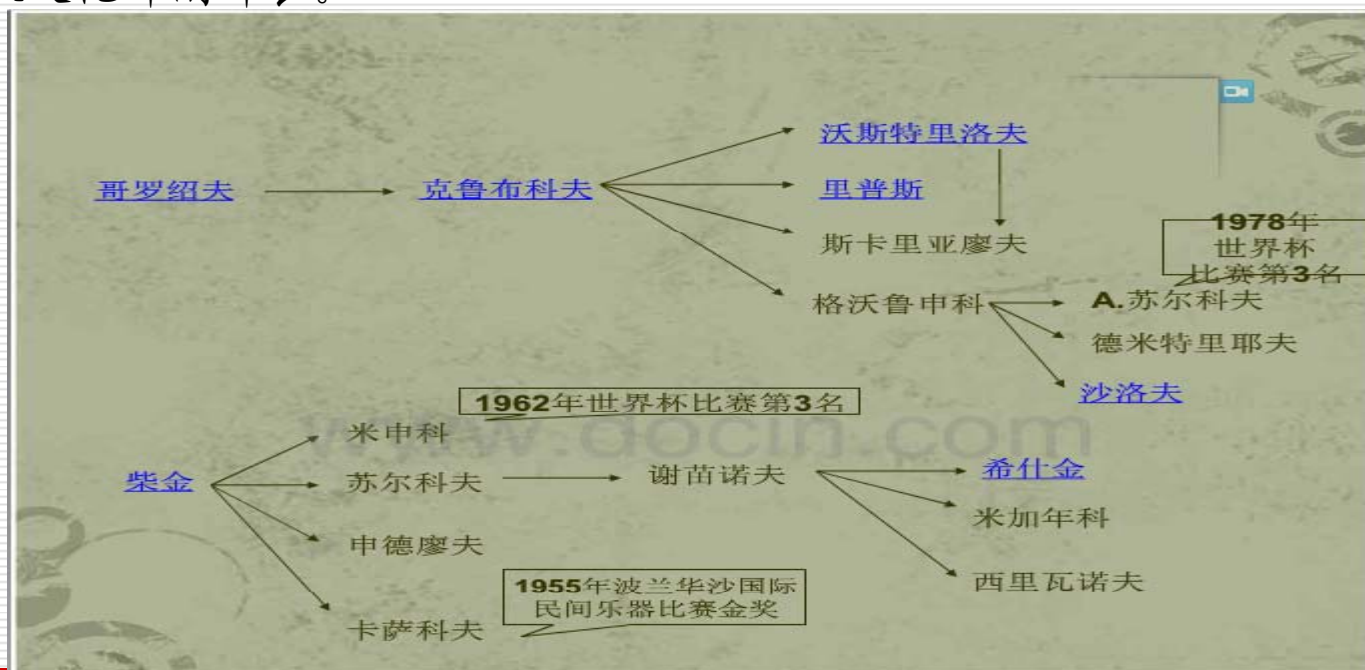 沃斯特里洛夫
哥罗绍夫
克鲁布科夫
里普斯
斯卡里亚廖夫
1978年
世界杯
比赛第3名
格沃鲁申科
A.苏尔科夫
德米特里耶夫
沙洛夫
1962年世界杯比赛第3名
www.docin.com
米申科
柴金
苏尔科夫
谢苗诺夫
希什金
米加年科
申德廖夫
1955年波兰华沙国际
民间乐器比赛金奖
西里瓦诺夫
卡萨科夫